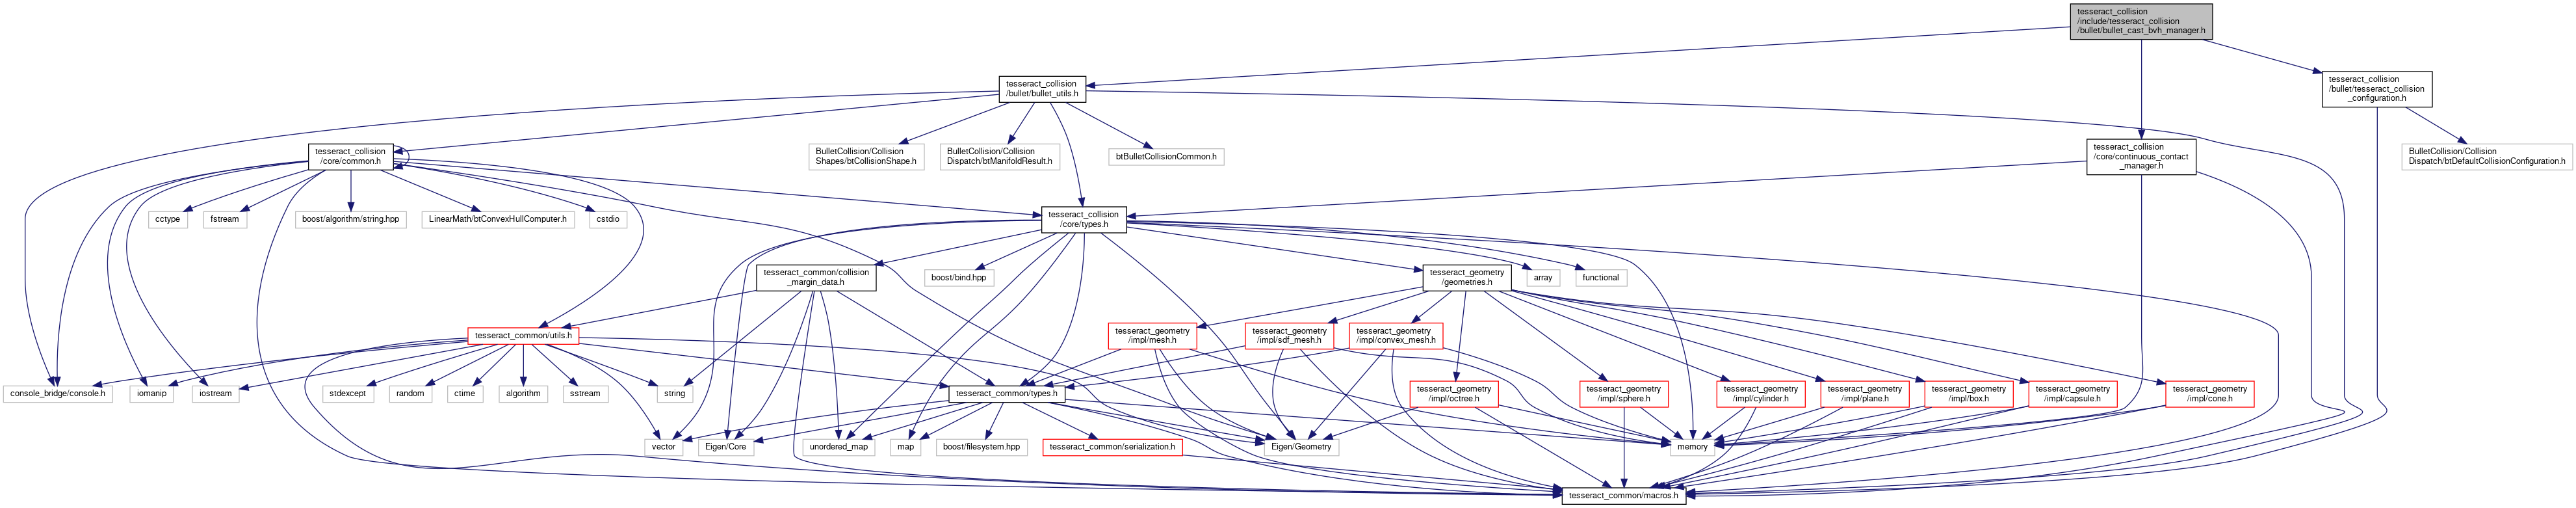 tesseract_collision
/include/tesseract_collision
/bullet/bullet_cast_bvh_manager.h
tesseract_collision
/bullet/bullet_utils.h
tesseract_collision
/bullet/tesseract_collision
_configuration.h
tesseract_collision
/core/common.h
BulletCollision/Collision
Shapes/btCollisionShape.h
BulletCollision/Collision
Dispatch/btManifoldResult.h
btBulletCollisionCommon.h
tesseract_collision
/core/continuous_contact
_manager.h
BulletCollision/Collision
Dispatch/btDefaultCollisionConfiguration.h
cctype
fstream
boost/algorithm/string.hpp
LinearMath/btConvexHullComputer.h
cstdio
tesseract_collision
/core/types.h
tesseract_common/collision
_margin_data.h
boost/bind.hpp
tesseract_geometry
/geometries.h
array
functional
tesseract_common/utils.h
tesseract_geometry
/impl/mesh.h
tesseract_geometry
/impl/sdf_mesh.h
tesseract_geometry
/impl/convex_mesh.h
console_bridge/console.h
iomanip
iostream
stdexcept
random
ctime
algorithm
sstream
string
tesseract_common/types.h
tesseract_geometry
/impl/octree.h
tesseract_geometry
/impl/sphere.h
tesseract_geometry
/impl/cylinder.h
tesseract_geometry
/impl/plane.h
tesseract_geometry
/impl/box.h
tesseract_geometry
/impl/capsule.h
tesseract_geometry
/impl/cone.h
vector
Eigen/Core
unordered_map
map
boost/filesystem.hpp
tesseract_common/serialization.h
Eigen/Geometry
memory
tesseract_common/macros.h